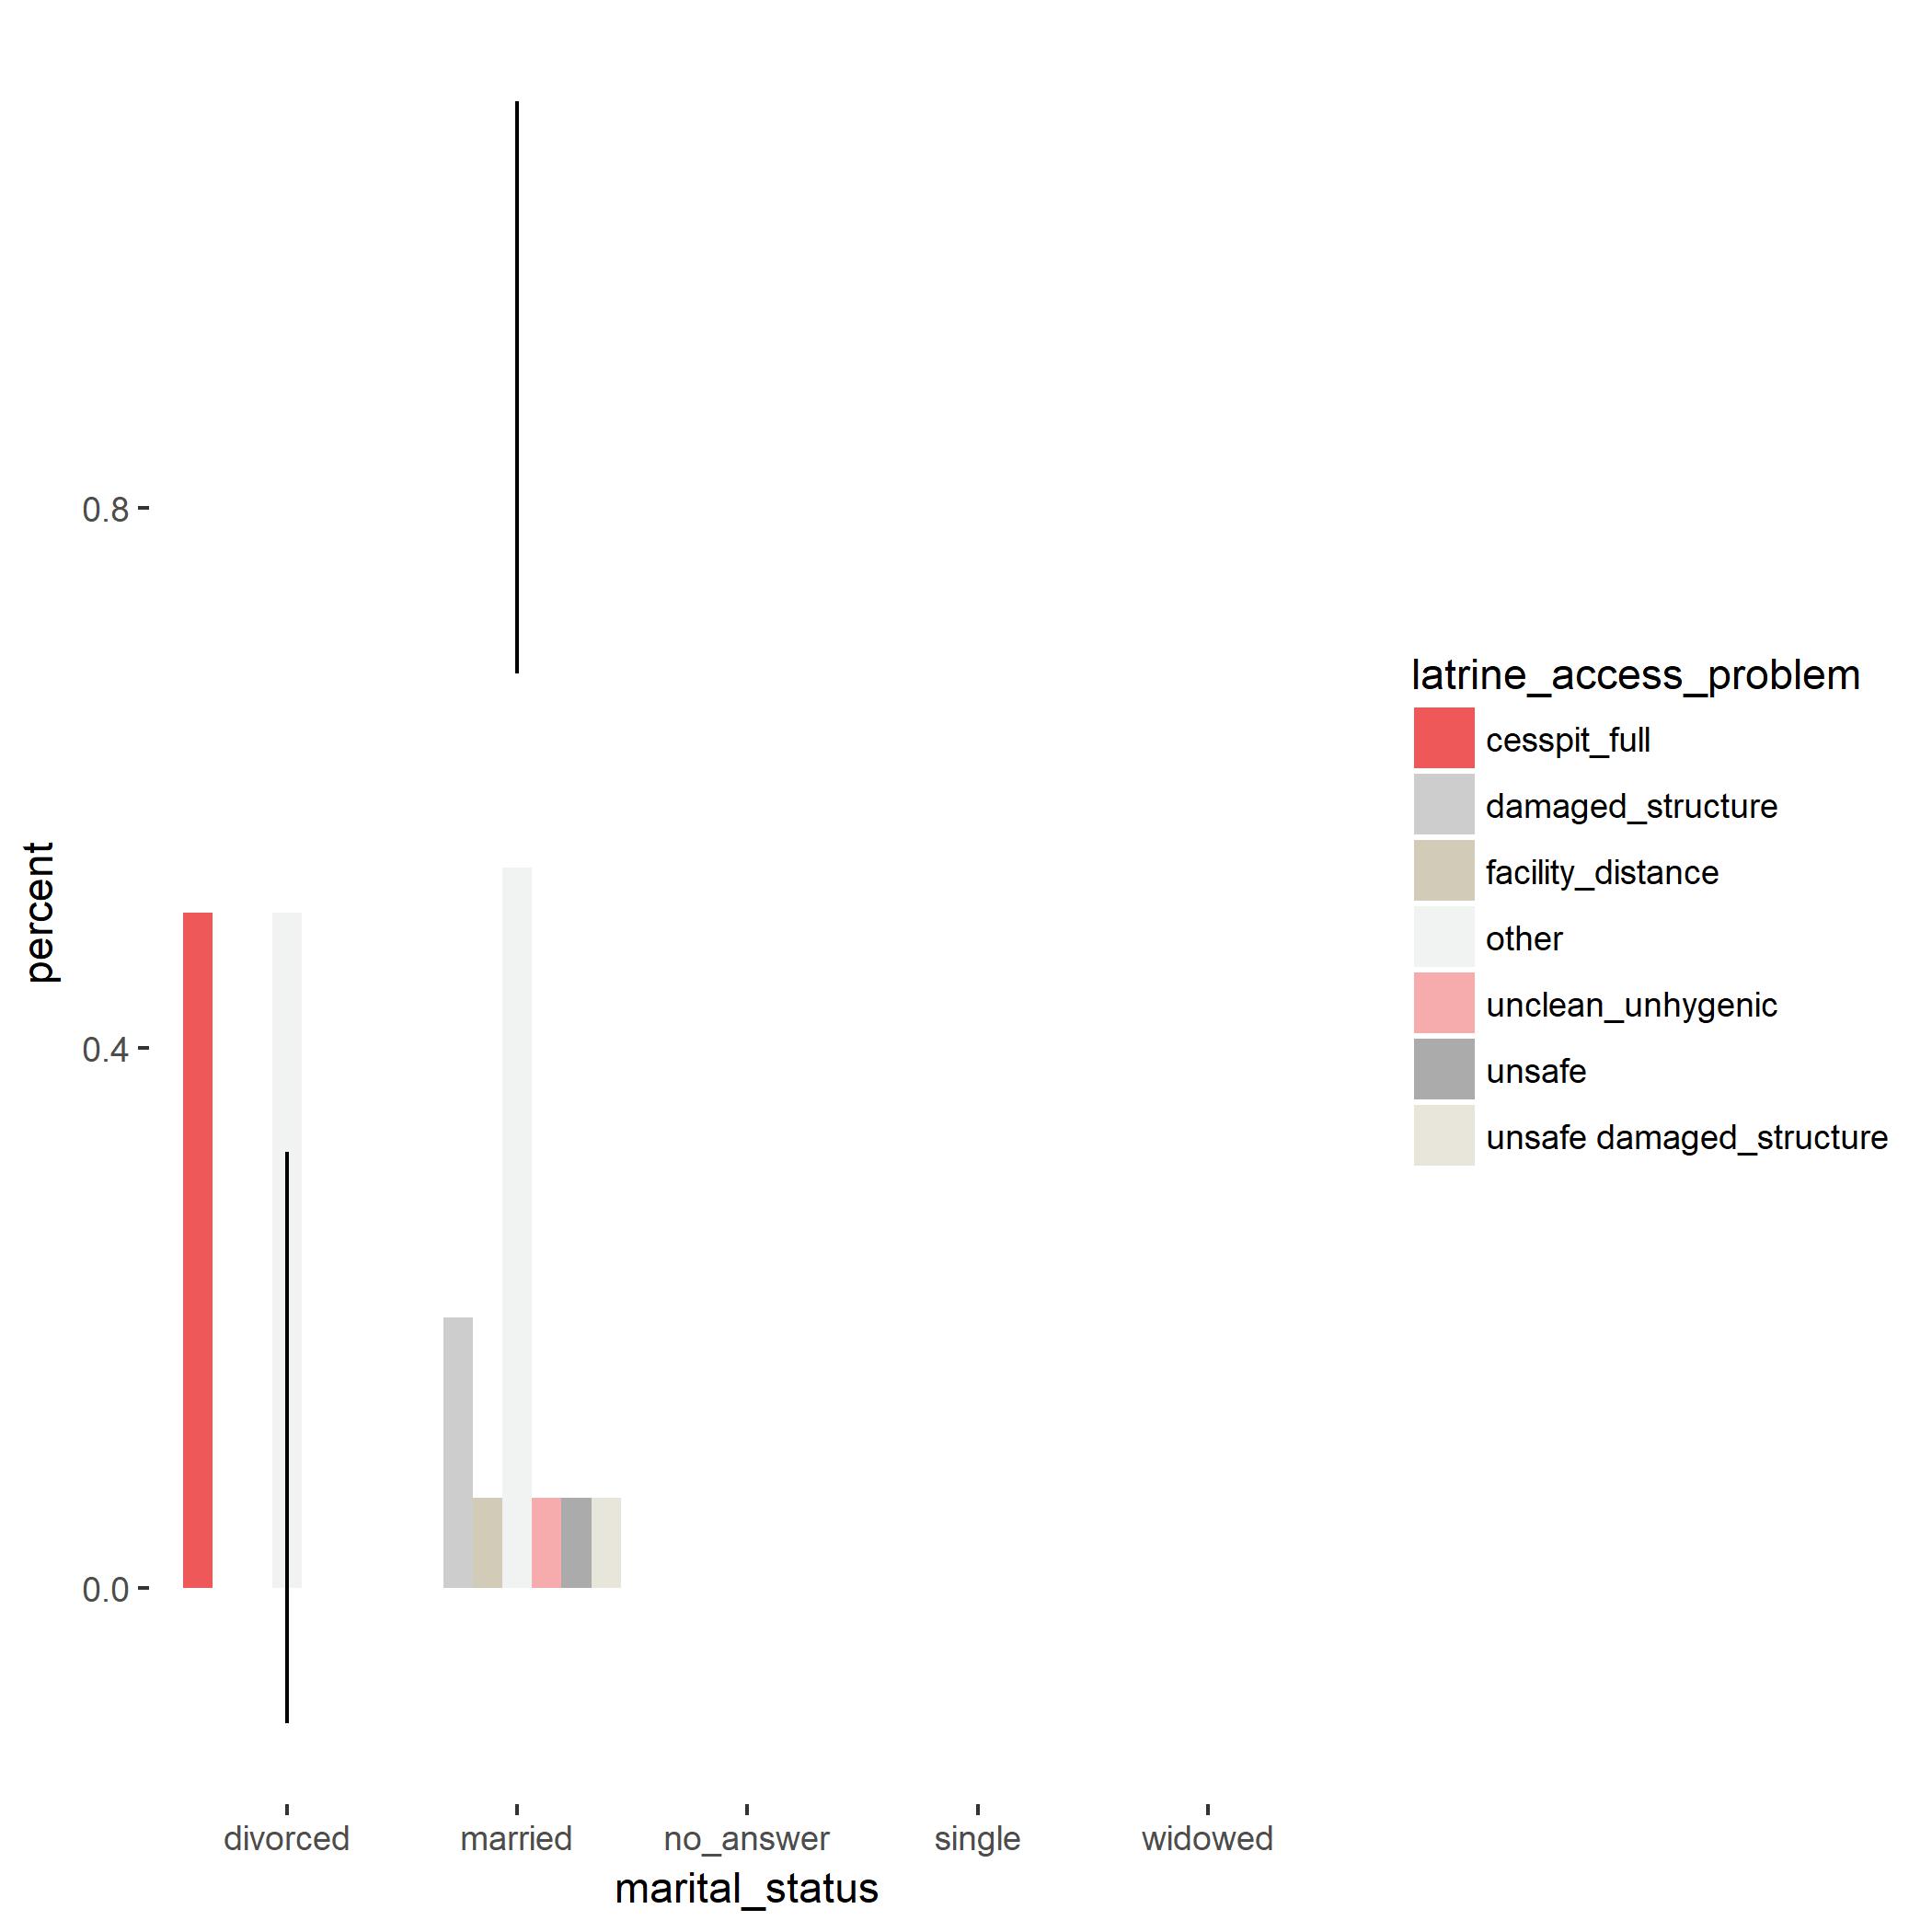 0.8
0.4
0.0
percent
divorced
married
no_answer
single
widowed
marital_status
latrine_access_problem
cesspit_full
damaged_structure
facility_distance
other
unclean_unhygenic
unsafe
unsafe damaged_structure